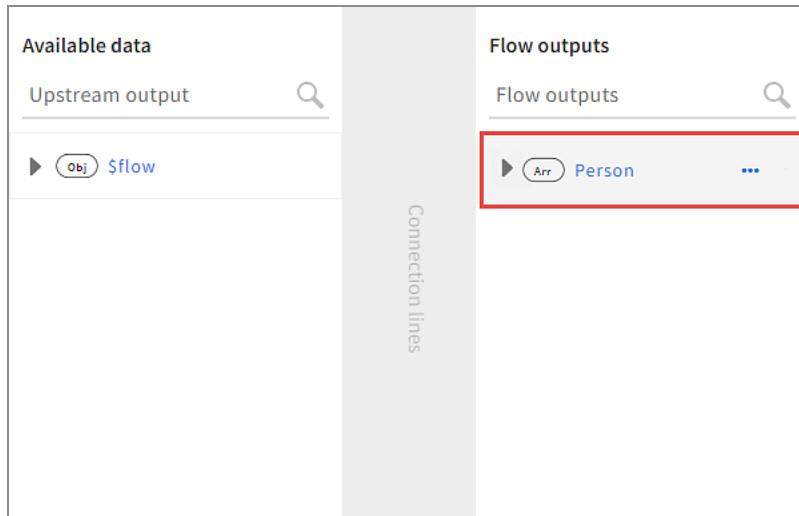 Available data
Upstream output
Obj $flow
Connection lines
Flow outputs
Flow outputs
Arr Person •••